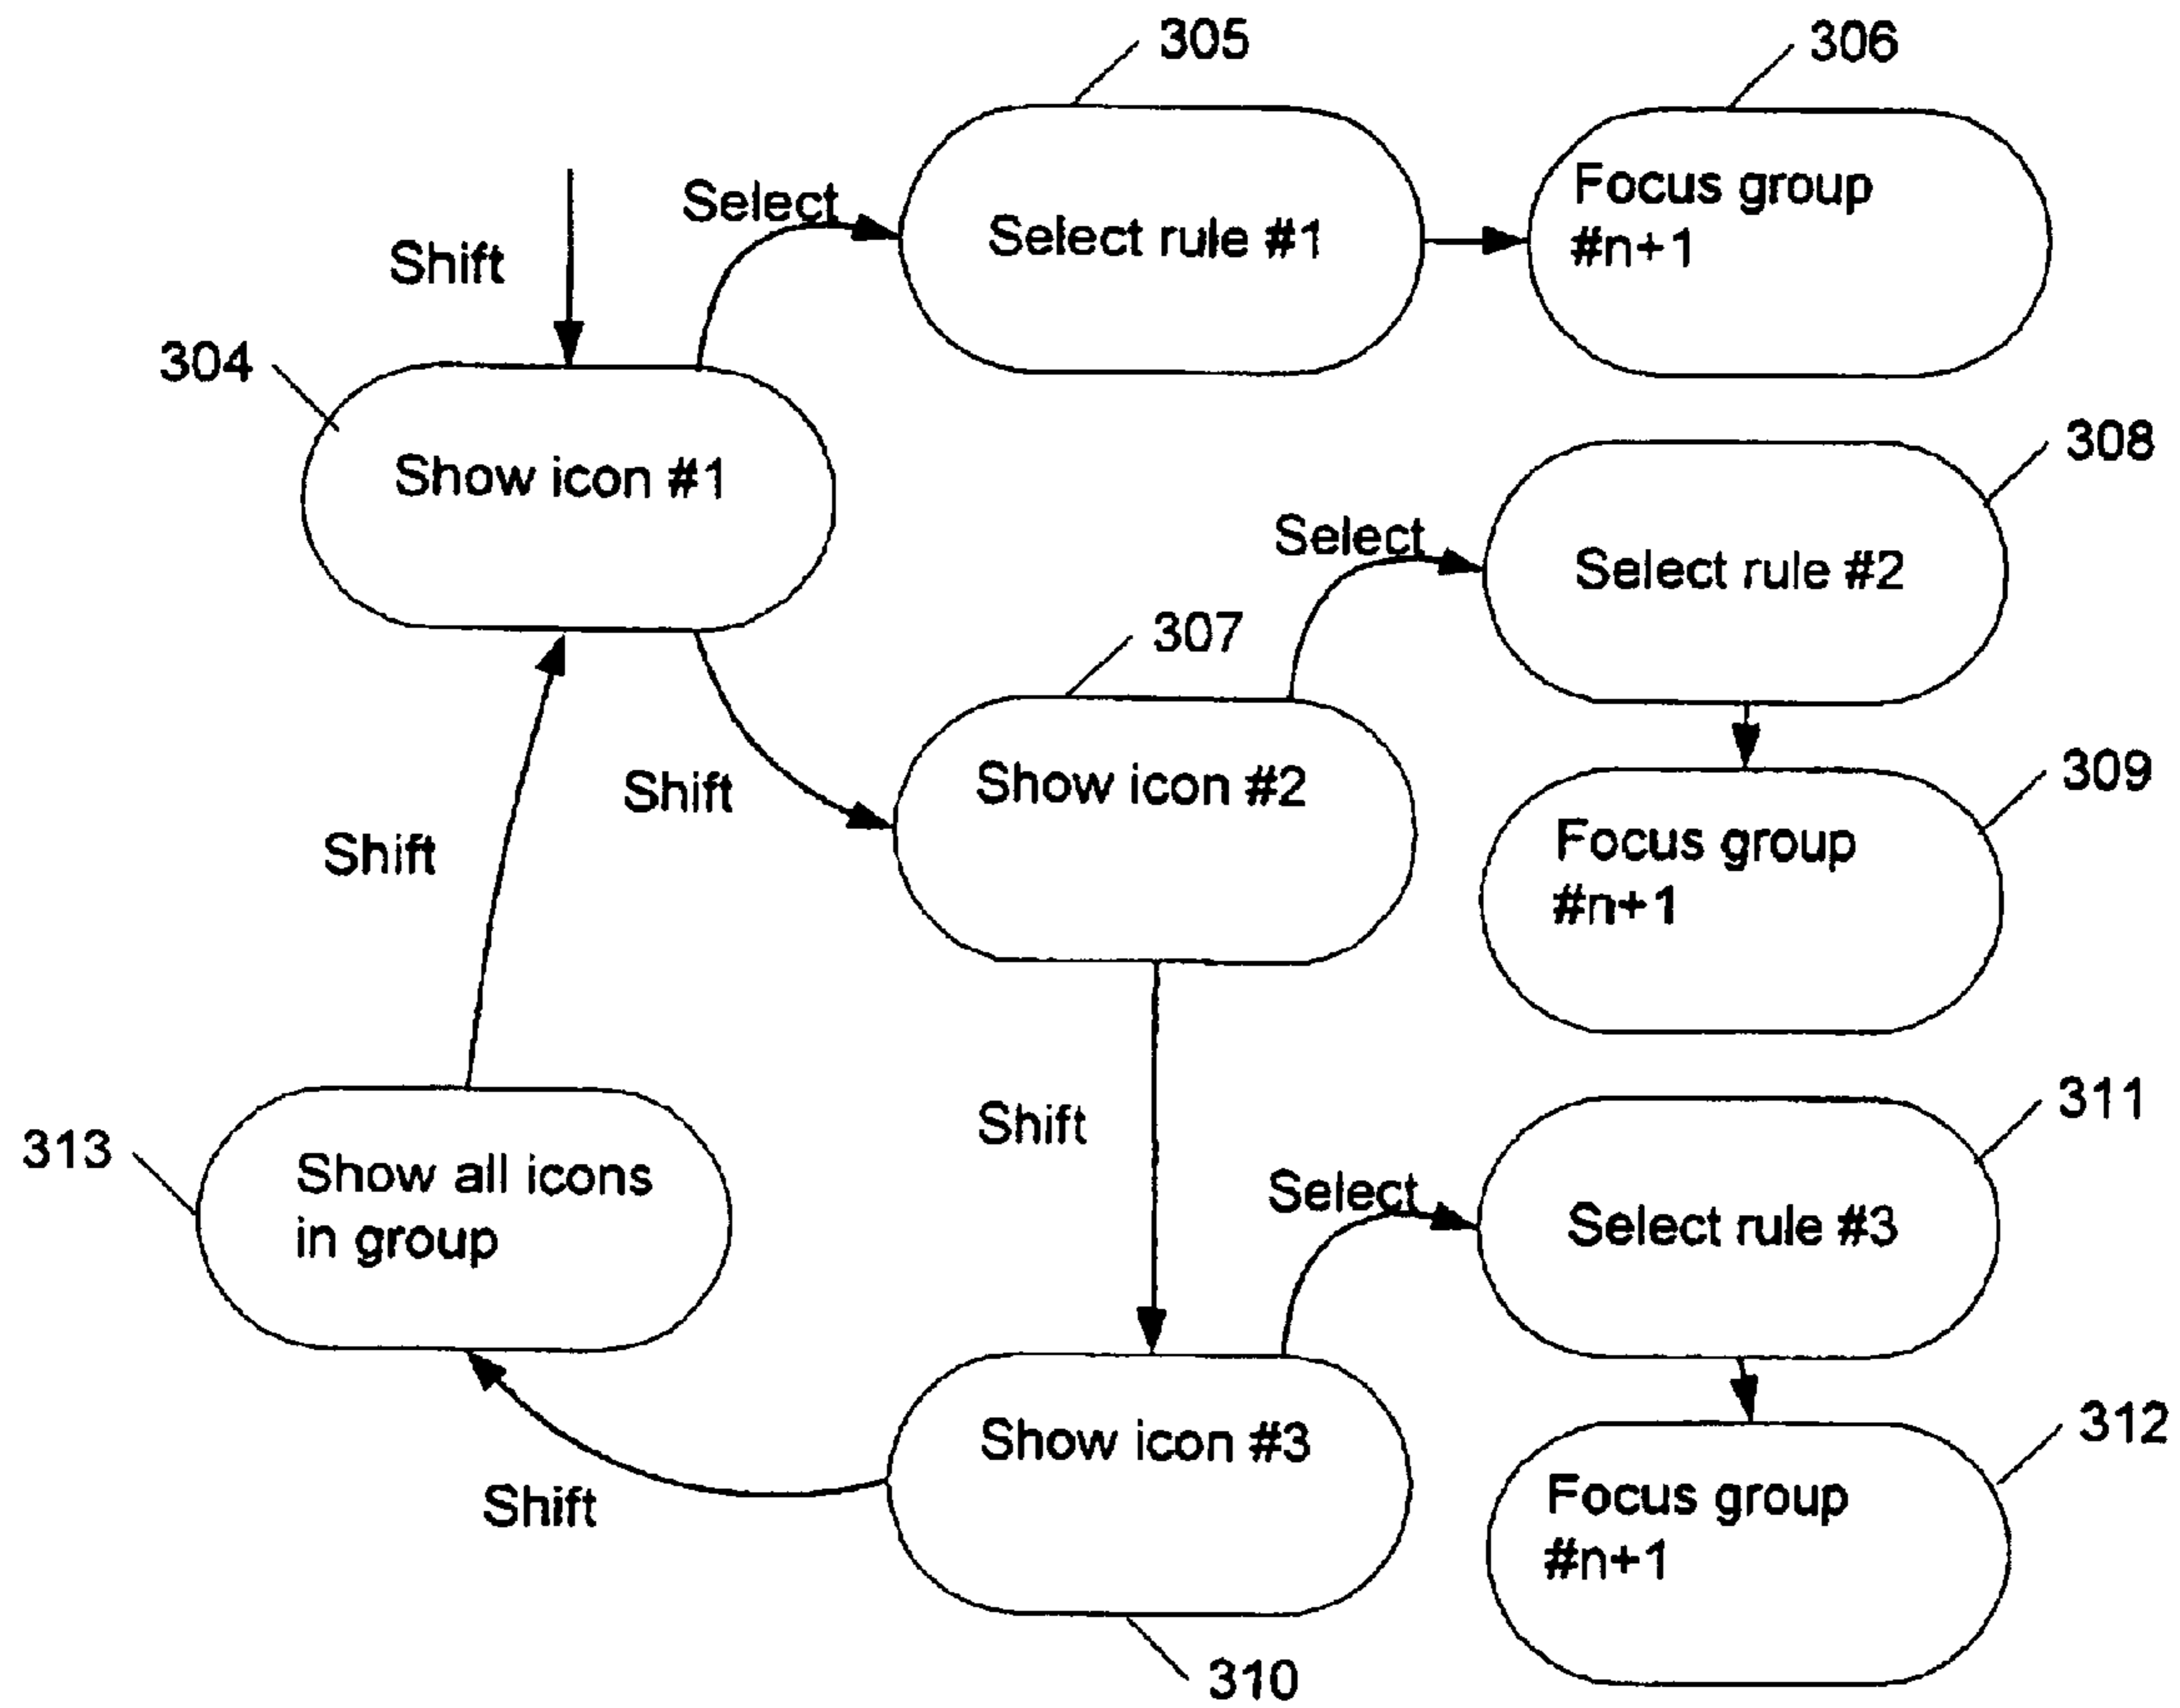 305
306
Select
Select rule #1
Focus group
#n+1
Shift
304
Show icon #1
308
Select
Select rule #2
307
Show icon #2
309
Focus group
#n+1
Shift
Shift
313
Show all icons
in group
Shift
311
Select
Select rule #3
Show icon #3
312
Focus group
#n+1
Shift
310